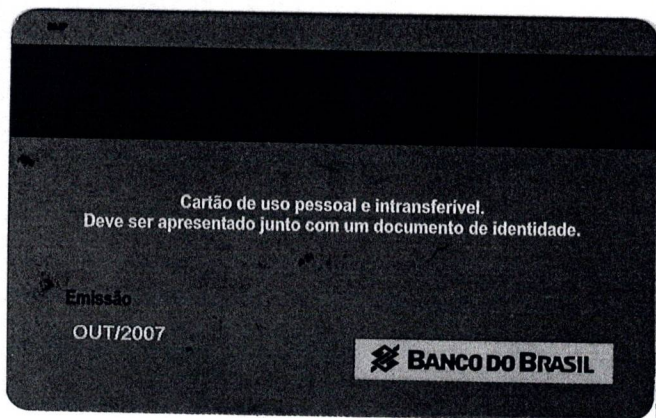 Cartão de uso pessoal e intransferível.
Deve ser apresentado junto com um documento de identidade.
Emissão
OUT/2007
BANCO DO BRASIL